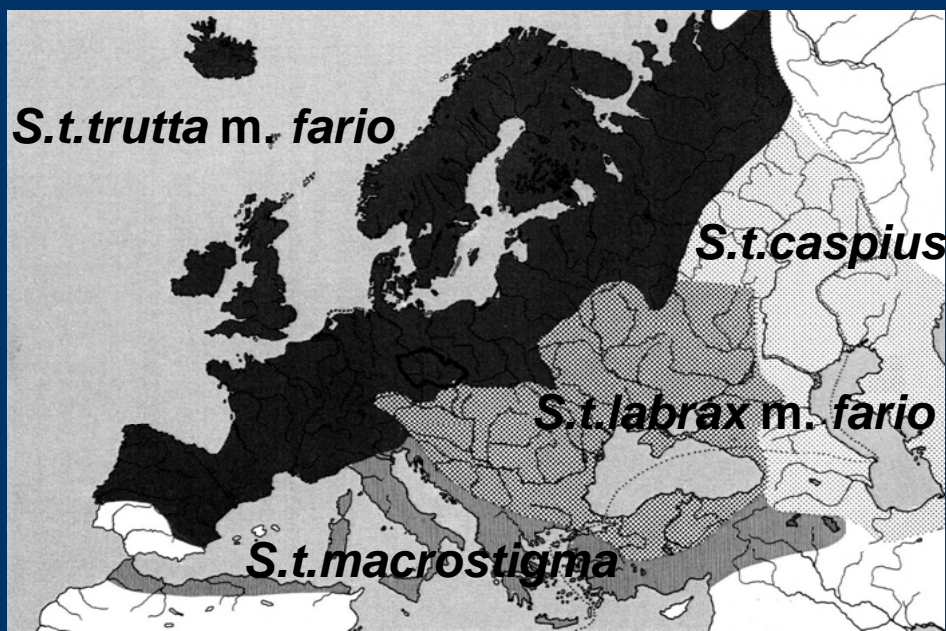 S.t.trutta m. fario
S.t.caspius
S.t.labrax m. fario
S.t.macrostigma